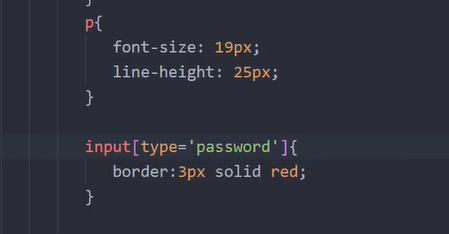 }
p{
font-size: 19px;
line-height: 25px;
}
input[type='password']{
border:3px solid red;
}